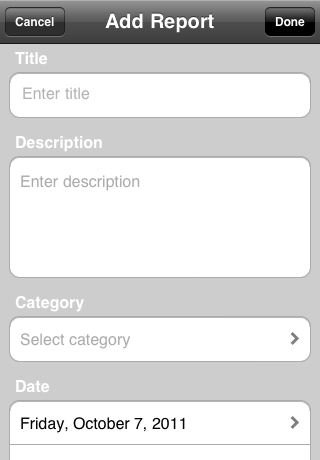 Cancel
Add Report
Done
Title
Enter title
Description
Enter description
Category
Select category
Date
Friday, October 7, 2011